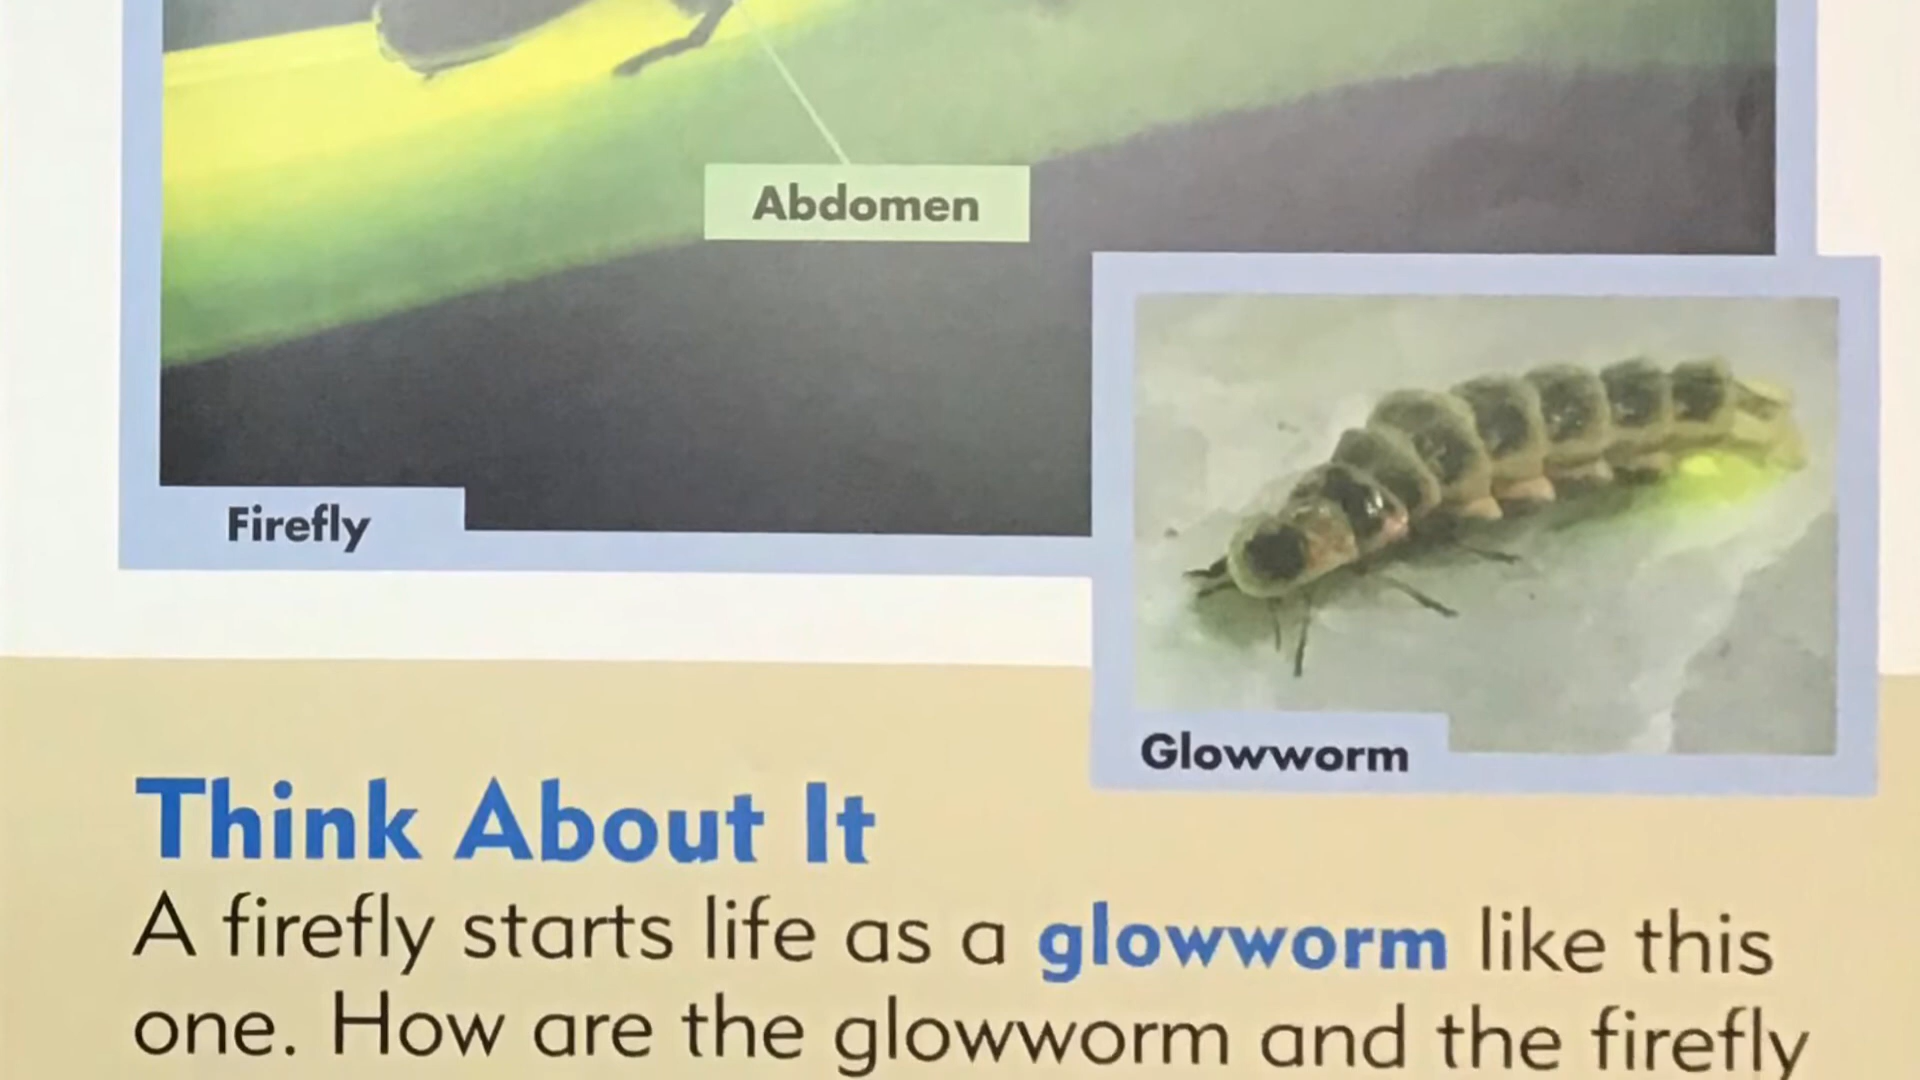 Abdomen
Firefly
Glowworm
Think About It
A firefly starts life as a glowworm like this
one. How are the glowworm and the firefly